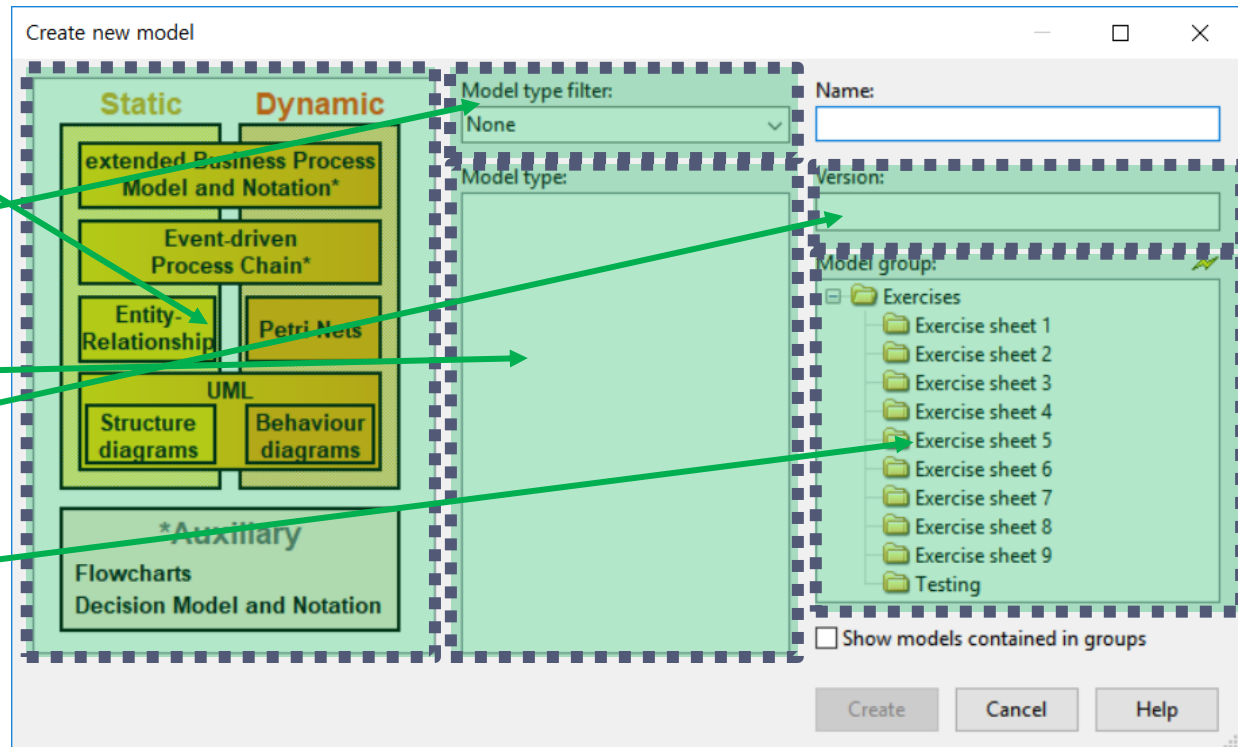 Create new model
Static
Dynamic
extended Business Process
Model and Notation*
Event-driven
Process Chain*
Entity-
Relationship
Petri Nets
UML
Structure
diagrams
Behaviour
diagrams
*Auxiliary
Flowcharts
Decision Model and Notation
Model type filter:
None
Model type:
Name:
Version:
Model group:
Exercises
Exercise sheet 1
Exercise sheet 2
Exercise sheet 3
Exercise sheet 4
Exercise sheet 5
Exercise sheet 6
Exercise sheet 7
Exercise sheet 8
Exercise sheet 9
Testing
Show models contained in groups
Create
Cancel
Help